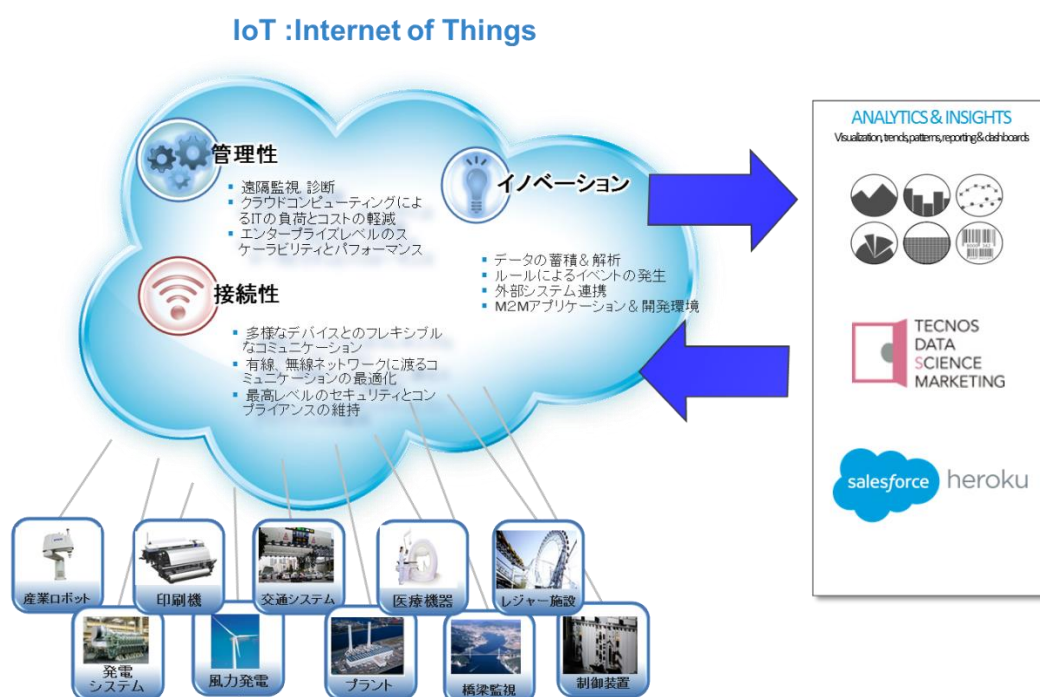 IoT :Internet of Things
管理性
遠隔監視, 診断
クラウドコンピューティングによ
るITの負荷とコストの軽減
エンタープライズレベルのス
ケーラビリティとパフォーマンス
イノベーション
データの蓄積&解析
ルールによるイベントの発生
外部システム連携
M2Mアプリケーション&開発環境
接続性
多様なデバイスとのフレキシブル
なコミュニケーション
有線、無線ネットワークに渡るコ
ミュニケーションの最適化
最高レベルのセキュリティとコン
プライアンスの維持
ANALYTICS & INSIGHTS
Visualization, trends, patterns, reporting & dashboards
TECNOS
DATA
SCIENCE
MARKETING
salesforce
heroku
産業ロボット
印刷機
交通システム
医療機器
レジャー施設
発電
システム
風力発電
プラント
橋梁監視
制御装置